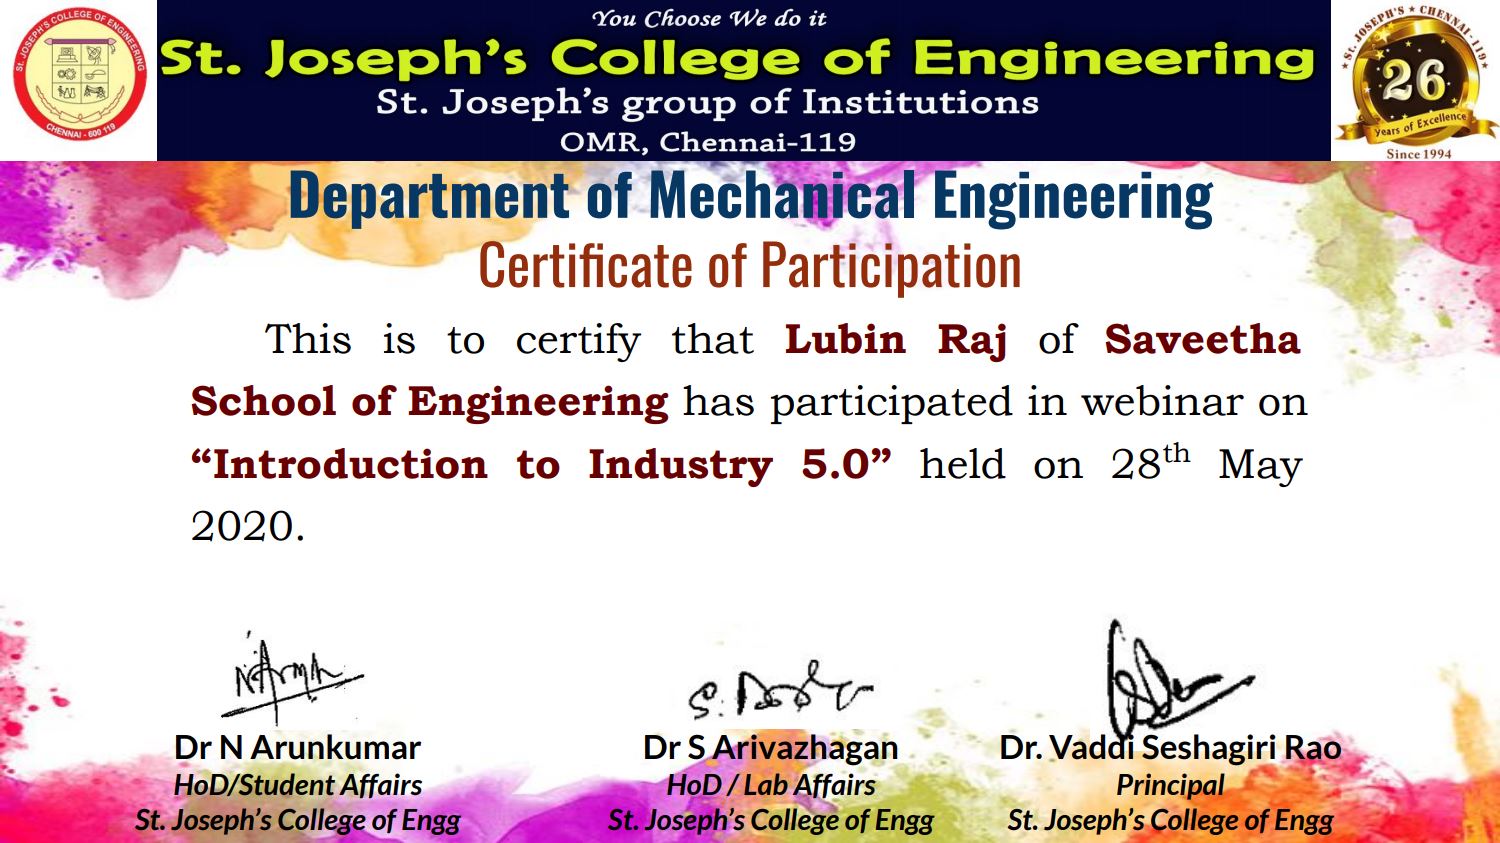 ST. JOSEPH'S COLLEGE OF ENGINEERING
CHENNAI - 600 119
You Choose We do it
St. Joseph's College of Engineering
St. Joseph's group of Institutions
OMR, Chennai-119
ST. JOSEPH'S ★ CHENNAI-119
26
Years of Excellence
Since 1994
Department of Mechanical Engineering
Certificate of Participation
This is to certify that Lubin Raj of Saveetha
School of Engineering has participated in webinar on
“Introduction to Industry 5.0” held on 28th May
2020.
Dr N Arunkumar
HoD/Student Affairs
St. Joseph's College of Engg
Dr S Arivazhagan
HoD / Lab Affairs
St. Joseph's College of Engg
Dr. Vaddi Seshagiri Rao
Principal
St. Joseph's College of Engg